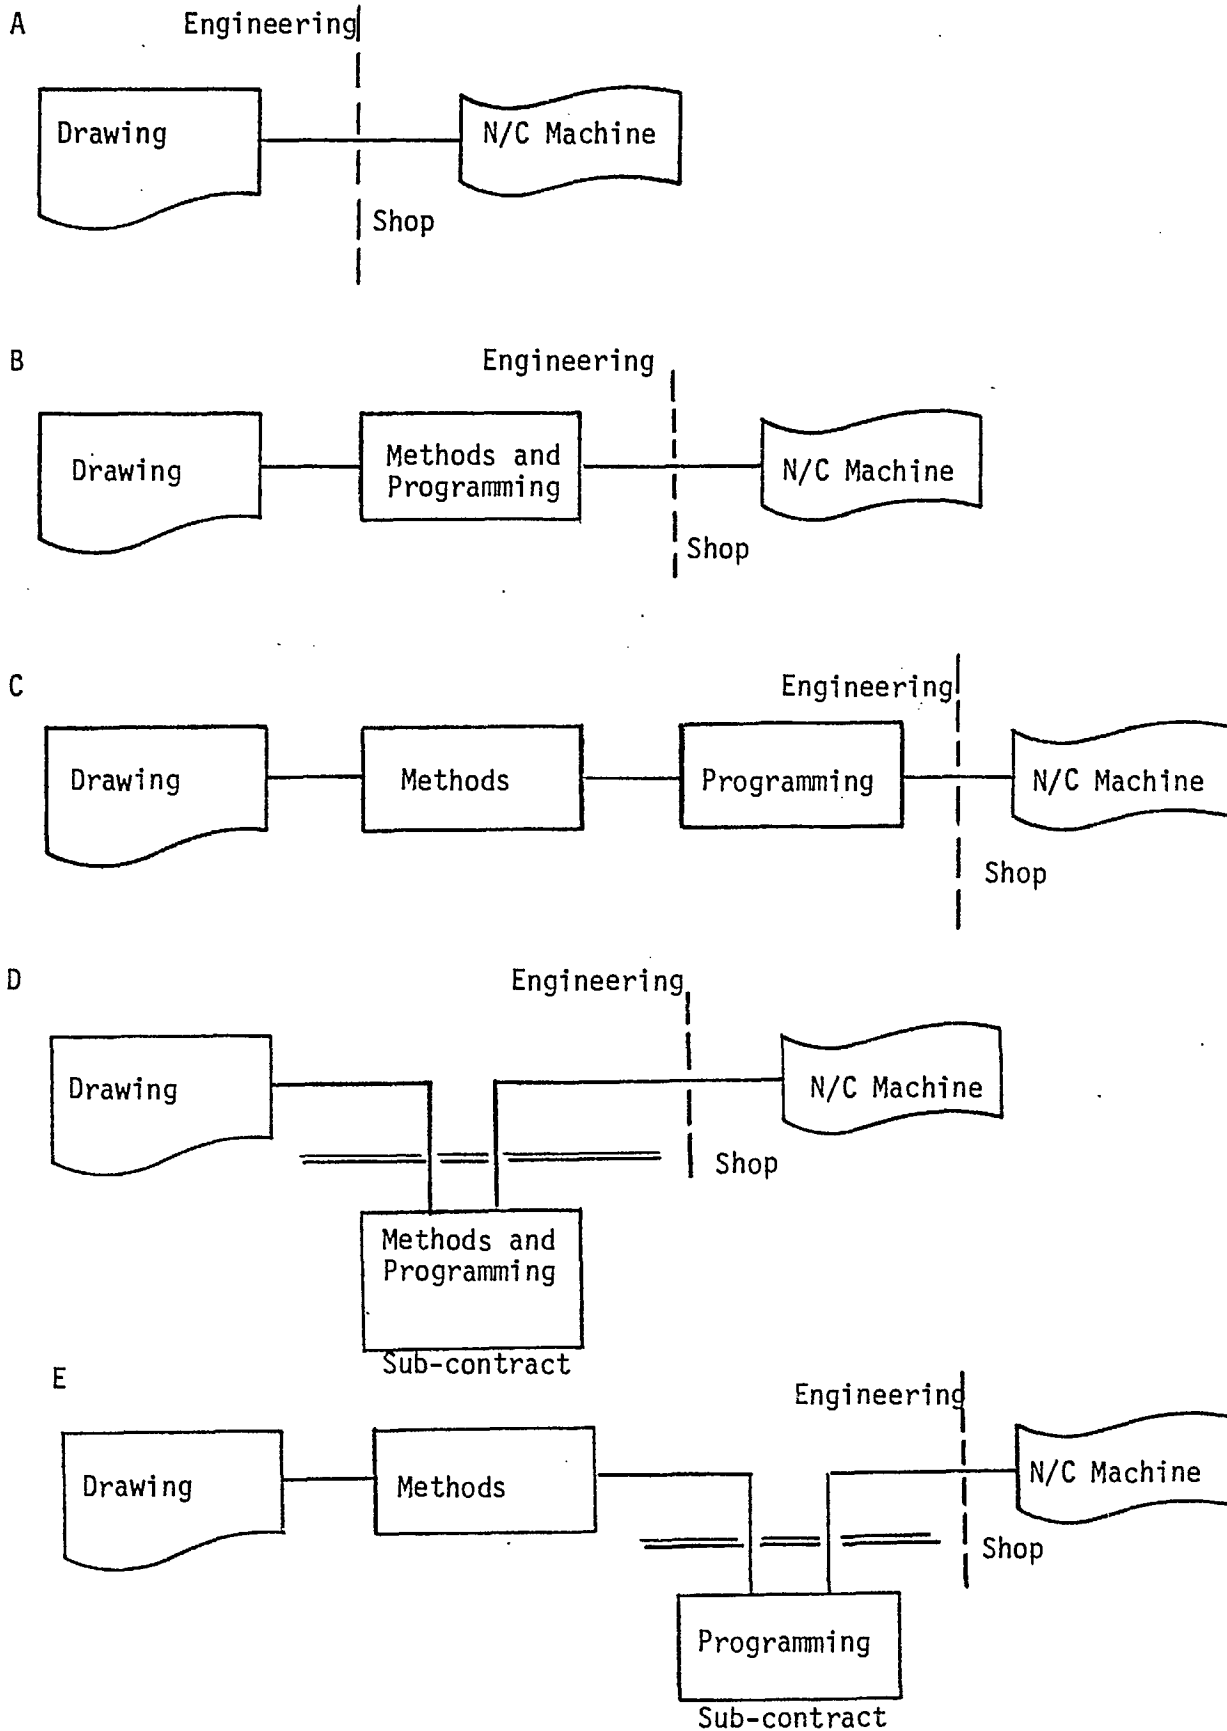 A
Engineering
Drawing
N/C Machine
Shop
B
Engineering
Drawing
Methods and
Programming
N/C Machine
Shop
C
Engineering
Drawing
Methods
Programming
N/C Machine
Shop
D
Engineering
Drawing
N/C Machine
Shop
Methods and
Programming
Sub-contract
E
Engineering
Drawing
Methods
N/C Machine
Shop
Programming
Sub-contract